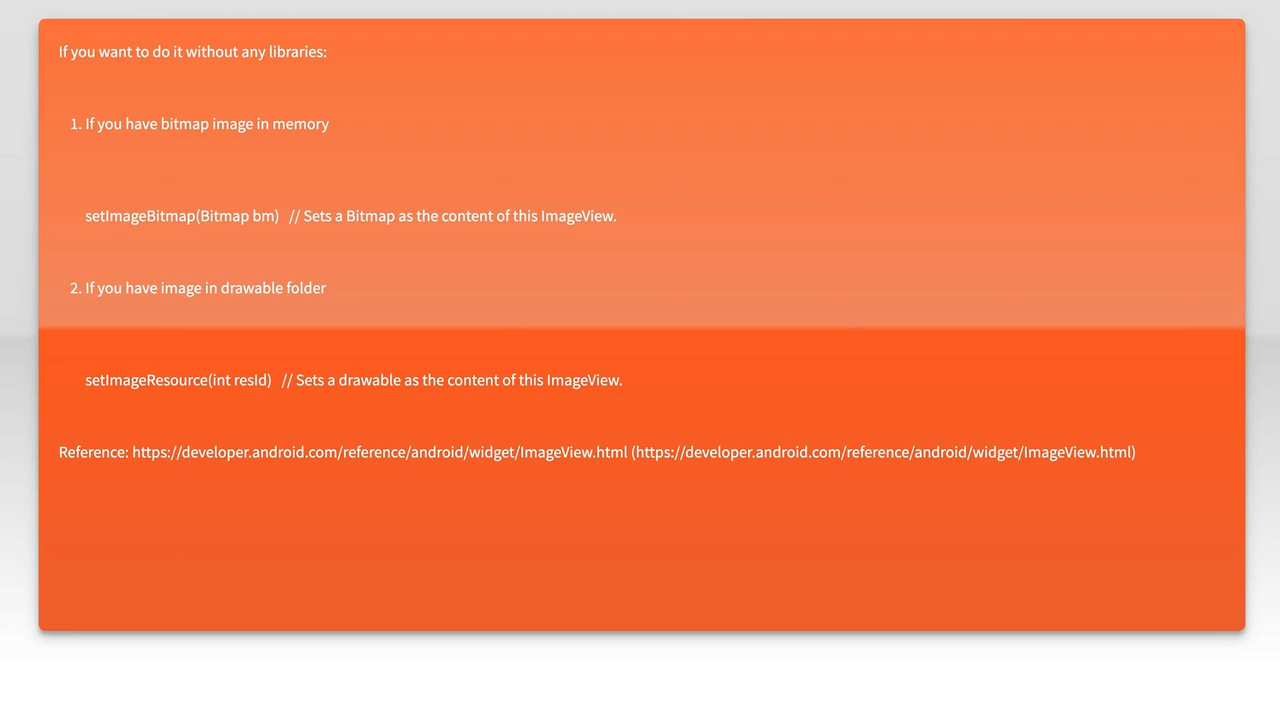 If you want to do it without any libraries:
1. If you have bitmap image in memory
setImageBitmap(Bitmap bm)  // Sets a Bitmap as the content of this ImageView.
2. If you have image in drawable folder
setImageResource(int resId)  // Sets a drawable as the content of this ImageView.
Reference: https://developer.android.com/reference/android/widget/ImageView.html (https://developer.android.com/reference/android/widget/ImageView.html)